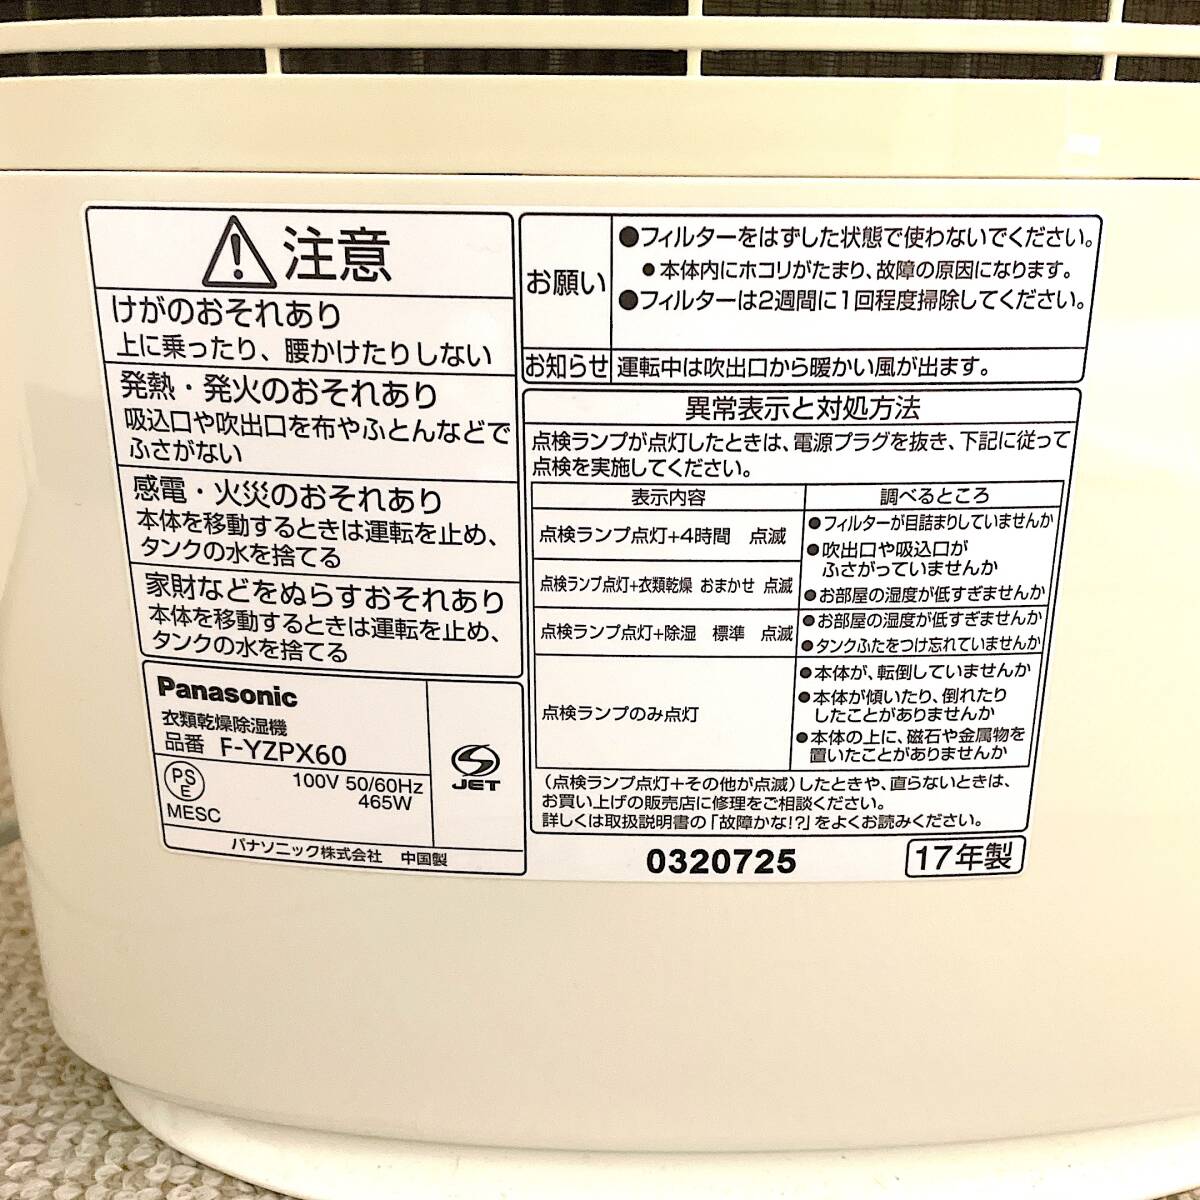 注意
けがのおそれあり
上に乗ったり、腰かけたりしない
発熱・発火のおそれあり
吸込口や吹出口を布やふとんなどで
ふさがない
感電・火災のおそれあり
本体を移動するときは運転を止め、
タンクの水を捨てる
家財などをぬらすおそれあり
本体を移動するときは運転を止め、
タンクの水を捨てる
Panasonic
衣類乾燥除湿機
品番 F-YZPX60
PS
E
MESC
100V 50/60Hz
465W
JET
パナソニック株式会社 中国製
お願い
●フィルターをはずした状態で使わないでください。
●本体内にホコリがたまり、故障の原因になります。
●フィルターは2週間に1回程度掃除してください。
お知らせ 運転中は吹出口から暖かい風が出ます。
異常表示と対処方法
点検ランプが点灯したときは、電源プラグを抜き、下記に従って
点検を実施してください。
表示内容 調べるところ
点検ランプ点灯+4時間 点滅
●フィルターが目詰まりしていませんか
●吹出口や吸込口が
ふさがっていませんか
点検ランプ点灯+衣類乾燥 おまかせ 点滅
●お部屋の湿度が低すぎませんか
点検ランプ点灯+除湿 標準 点滅
●お部屋の湿度が低すぎませんか
●タンクふたをつけ忘れていませんか
点検ランプのみ点灯
●本体が、転倒していませんか
●本体が傾いたり、倒れたり
したことがありませんか
●本体の上に、磁石や金属物を
置いたことがありませんか
(点検ランプ点灯+その他が点滅)したときや、直らないときは、
お買い上げの販売店に修理をご相談ください。
詳しくは取扱説明書の「故障かな!?」をよくお読みください。
0320725
17年製